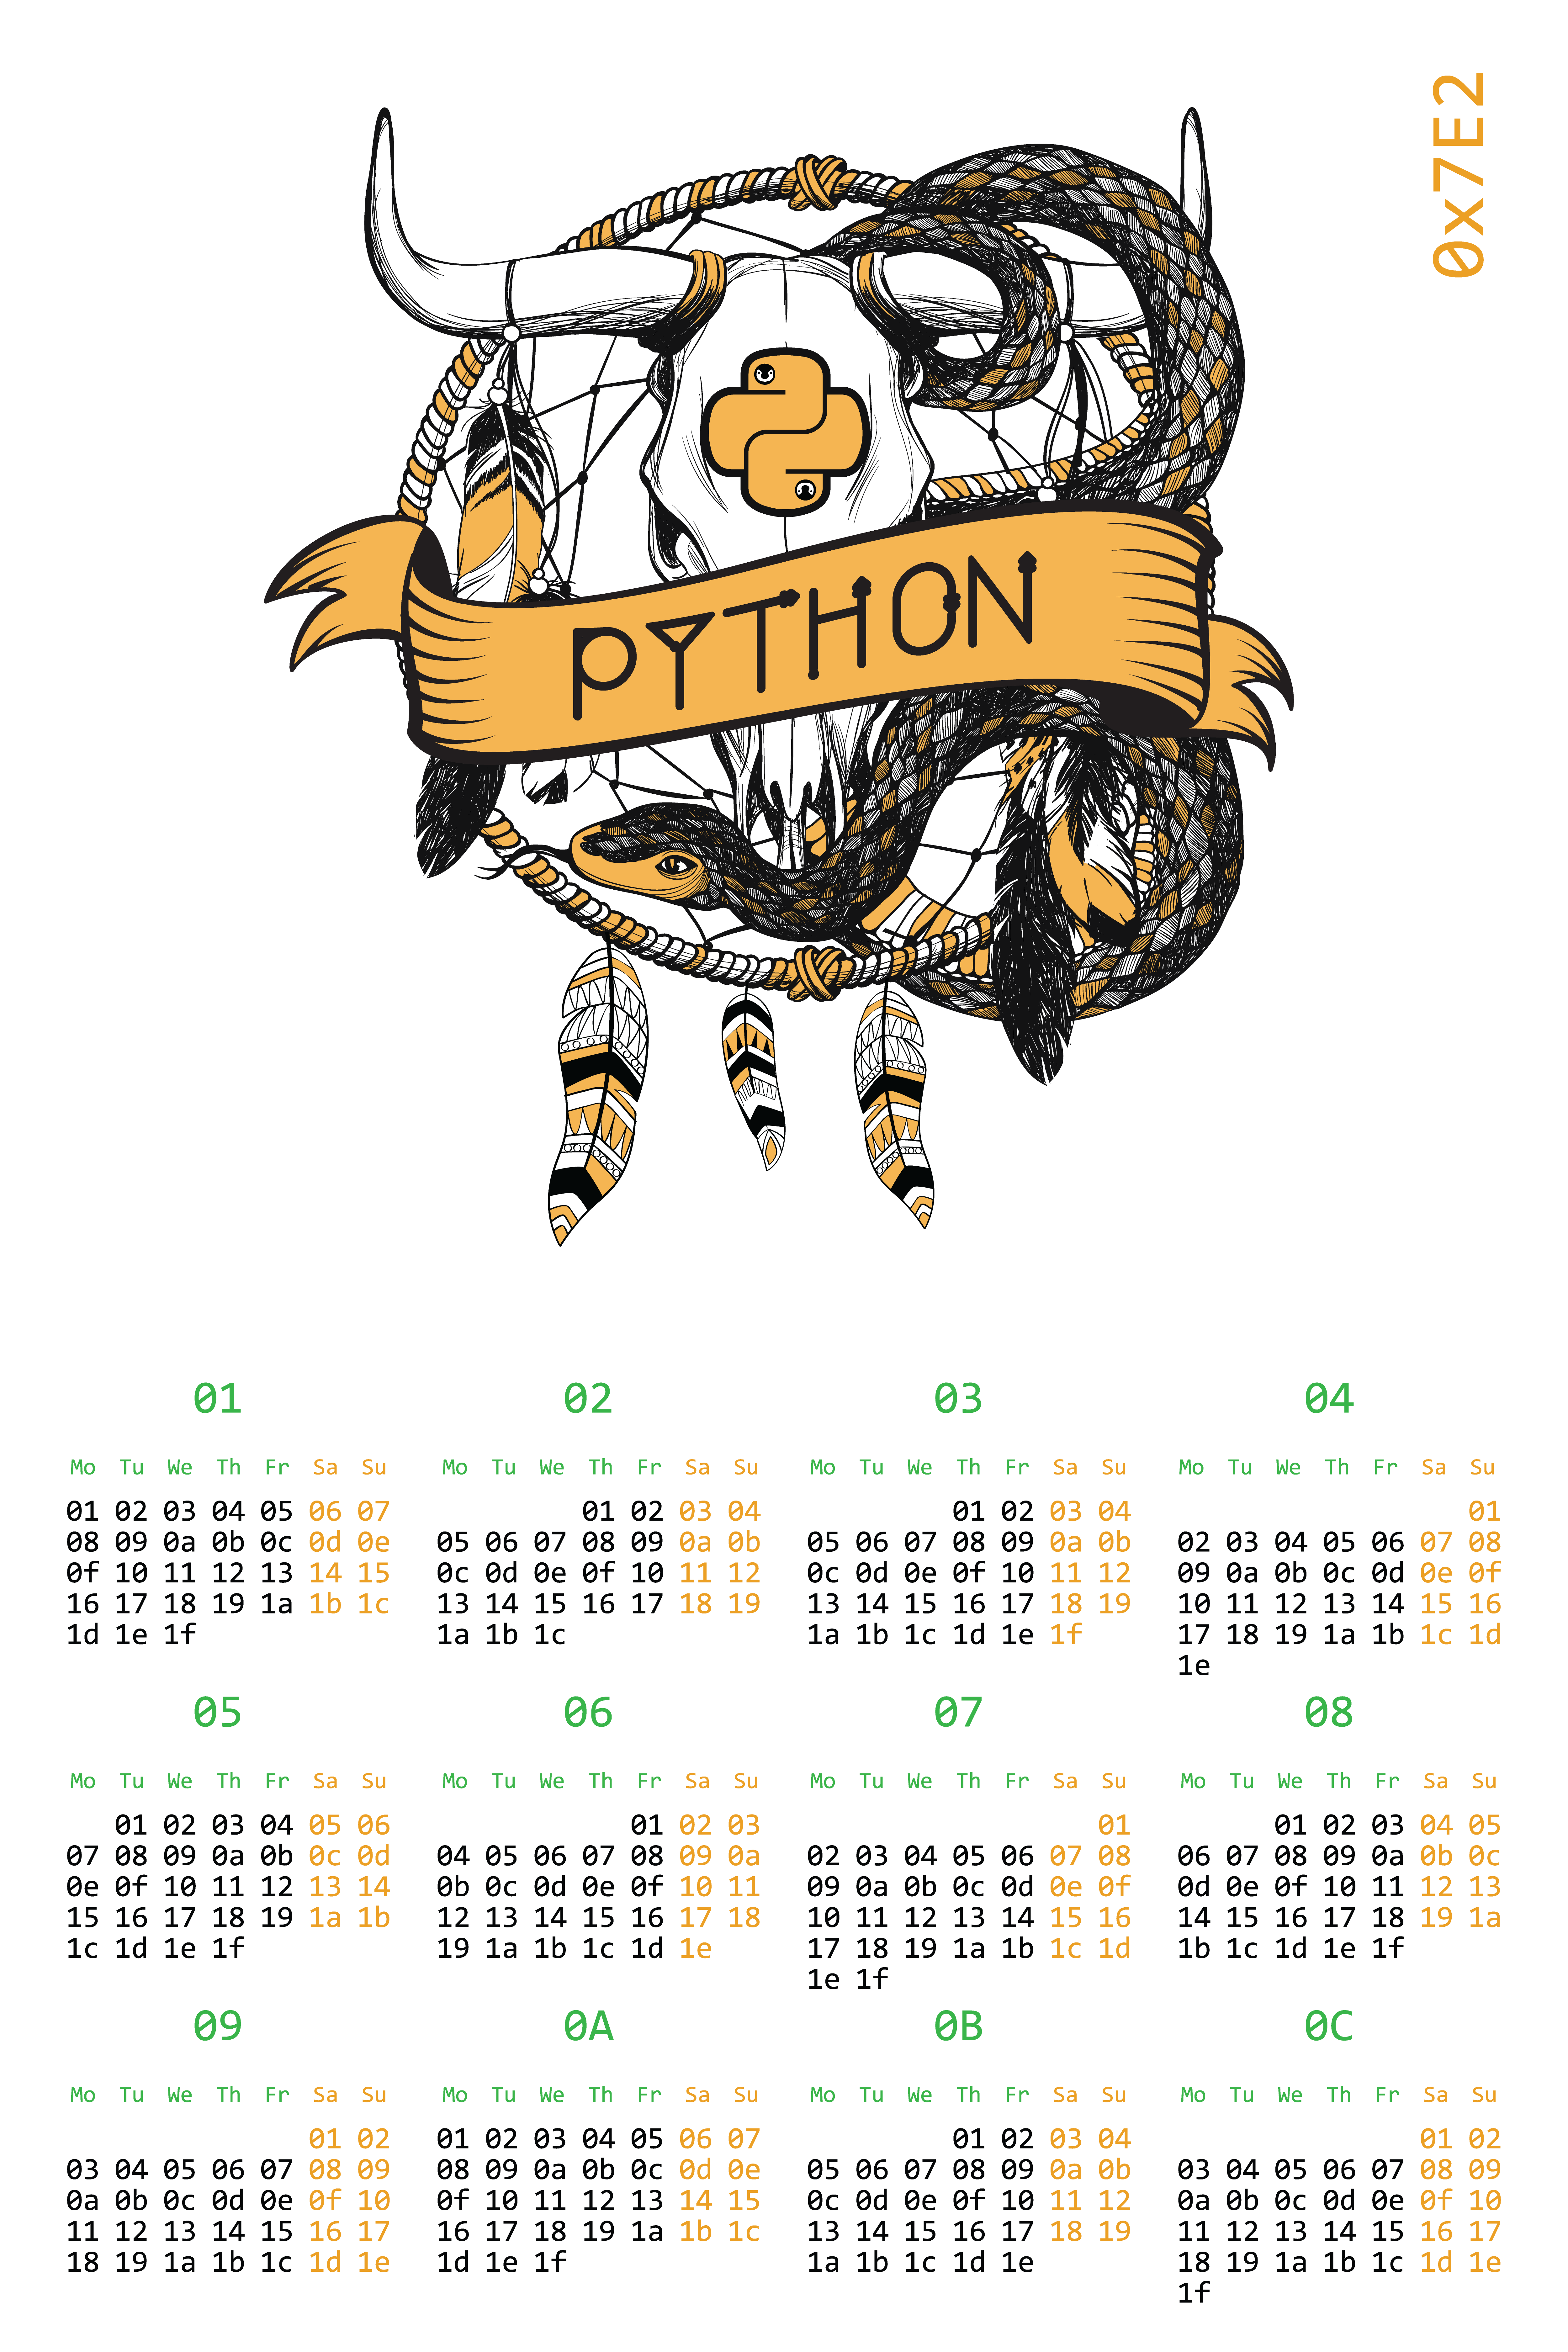 0x7E2
PYTHON
01 02 03 04
Mo Tu We Th Fr Sa Su Mo Tu We Th Fr Sa Su Mo Tu We Th Fr Sa Su Mo Tu We Th Fr Sa Su
01 02 03 04 05 06 07 01 02 03 04 01 02 03 04 01
08 09 0a 0b 0c 0d 0e 05 06 07 08 09 0a 0b 05 06 07 08 09 0a 0b 02 03 04 05 06 07 08
0f 10 11 12 13 14 15 0c 0d 0e 0f 10 11 12 0c 0d 0e 0f 10 11 12 09 0a 0b 0c 0d 0e 0f
16 17 18 19 1a 1b 1c 13 14 15 16 17 18 19 13 14 15 16 17 18 19 10 11 12 13 14 15 16
1d 1e 1f 1a 1b 1c 1a 1b 1c 1d 1e 1f 17 18 19 1a 1b 1c 1d
1e
05 06 07 08
Mo Tu We Th Fr Sa Su Mo Tu We Th Fr Sa Su Mo Tu We Th Fr Sa Su Mo Tu We Th Fr Sa Su
01 02 03 04 05 06 01 02 03 01 01 02 03 04 05
07 08 09 0a 0b 0c 0d 04 05 06 07 08 09 0a 02 03 04 05 06 07 08 06 07 08 09 0a 0b 0c
0e 0f 10 11 12 13 14 0b 0c 0d 0e 0f 10 11 09 0a 0b 0c 0d 0e 0f 0d 0e 0f 10 11 12 13
15 16 17 18 19 1a 1b 12 13 14 15 16 17 18 10 11 12 13 14 15 16 14 15 16 17 18 19 1a
1c 1d 1e 1f 19 1a 1b 1c 1d 1e 17 18 19 1a 1b 1c 1d 1b 1c 1d 1e 1f
1e 1f
09 0A 0B 0C
Mo Tu We Th Fr Sa Su Mo Tu We Th Fr Sa Su Mo Tu We Th Fr Sa Su Mo Tu We Th Fr Sa Su
01 02 01 02 03 04 05 06 07 01 02 03 04 01 02
03 04 05 06 07 08 09 08 09 0a 0b 0c 0d 0e 05 06 07 08 09 0a 0b 03 04 05 06 07 08 09
0a 0b 0c 0d 0e 0f 10 0f 10 11 12 13 14 15 0c 0d 0e 0f 10 11 12 0a 0b 0c 0d 0e 0f 10
11 12 13 14 15 16 17 16 17 18 19 1a 1b 1c 13 14 15 16 17 18 19 11 12 13 14 15 16 17
18 19 1a 1b 1c 1d 1e 1d 1e 1f 1a 1b 1c 1d 1e 18 19 1a 1b 1c 1d 1e
1f